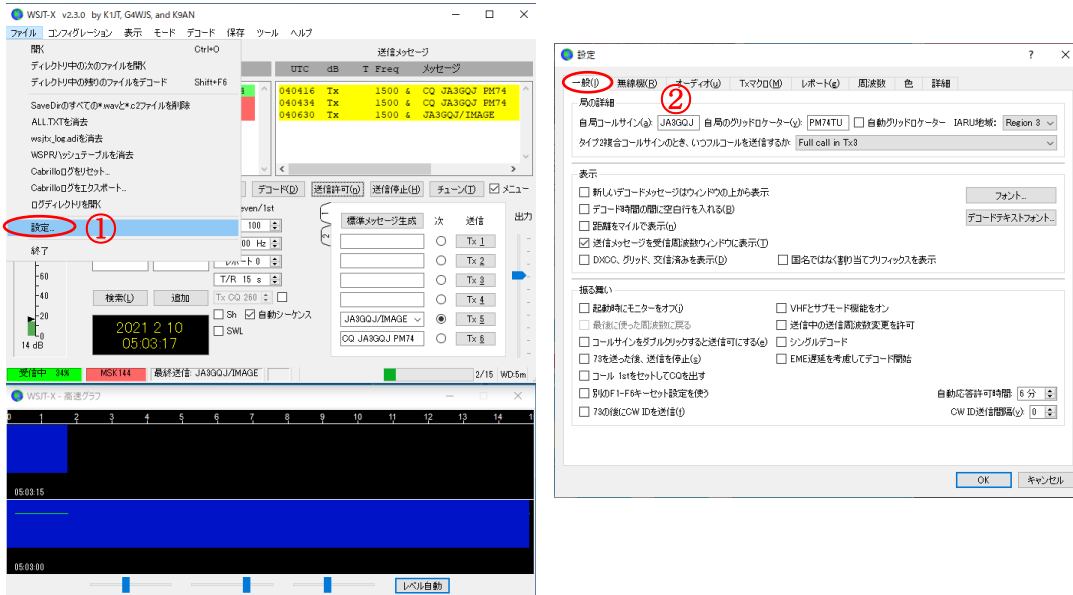 WSJT-X v2.3.0 by K1JT, G4WJS, and K9AN
ファイル コンフィグレーション 表示 モード デコード 保存 ツール ヘルプ
開く Ctrl+O
ディレクトリ中の次のファイルを開く
ディレクトリ中の残りのファイルをデコード Shift+F6
SaveDirのすべての*.wavと*.c2ファイルを削除
ALL.TXTを消去
wsjtx_log.adiを消去
WSPRハッシュテーブルを消去
Cabrilloログをリセット...
Cabrilloログをエクスポート...
ログディレクトリを開く
設定... ①
終了
送信メッセージ
UTC dB T Freq メッセージ
040416 Tx 1500 & CQ JA3GQJ PM74
040434 Tx 1500 & CQ JA3GQJ PM74
040630 Tx 1500 & JA3GQJ/IMAGE
デコード(D) 送信許可(n) 送信停止(H) チューン(T) メニュー
even/1st
100
00 Hz
レポート 0
T/R 15 s
Tx CQ 260
Sh 自動シーケンス
SWL
1
2
標準メッセージ生成 次 送信 出力
Tx 1
Tx 2
Tx 3
Tx 4
JA3GQJ/IMAGE Tx 5
CQ JA3GQJ PM74 Tx 6
-60
-40
-20
0
14 dB
検索(L) 追加
2021 2 10
05:03:17
受信中 34% MSK144 最終送信: JA3GQJ/IMAGE 2/15 WD:5m
WSJT-X - 高速グラフ
0 1 2 3 4 5 6 7 8 9 10 11 12 13 14
05:03:15
05:03:00
レベル自動
設定
一般(l) 無線機(R) オーディオ(u) Txマクロ(M) レポート(g) 周波数 色 詳細
②
局の詳細
自局コールサイン(a): JA3GQJ 自局のグリッドロケーター(y): PM74TU 自動グリッドロケーター IARU地域: Region 3
タイプ2複合コールサインのとき、いつフルコールを送信するか: Full call in Tx3
表示
新しいデコードメッセージはウィンドウの上から表示
フォント...
デコード時間の間に空白行を入れる(B)
デコードテキストフォント...
距離をマイルで表示(n)
送信メッセージを受信周波数ウィンドウに表示(T)
DXCC、グリッド、交信済みを表示(D) 国名ではなく割り当てプリフィックスを表示
振る舞い
起動時にモニターをオフ(i) VHFとサブモード機能をオン
最後に使った周波数に戻る 送信中の送信周波数変更を許可
コールサインをダブルクリックすると送信可にする(e) シングルデコード
73を送った後、送信を停止(s) EME遅延を考慮してデコード開始
コール 1stをセットしてCQを出す
別のF1-F6キーセット設定を使う 自動応答許可時間: 6 分
73の後にCW IDを送信(f) CW ID送信間隔(v): 0
OK キャンセル